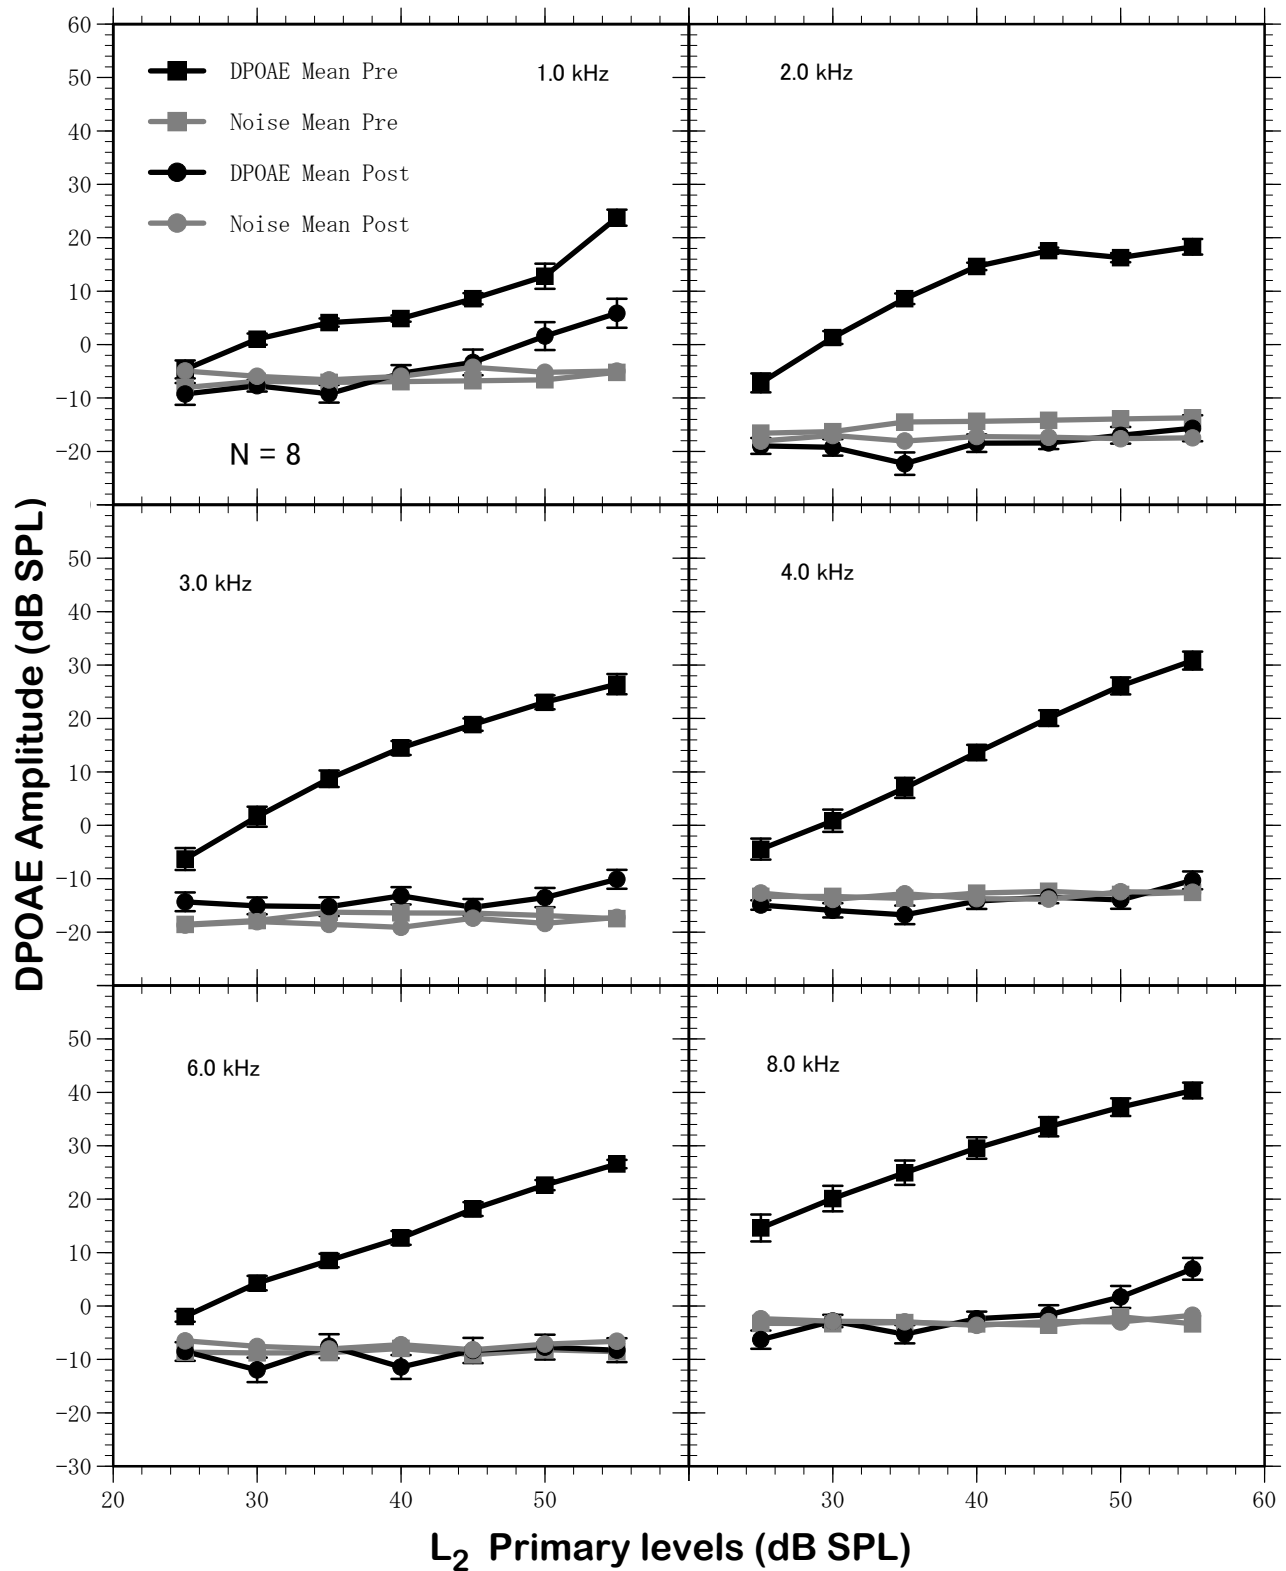 60
50
40
30
20
10
0
-10
-20
DPOAE Mean Pre
Noise Mean Pre
DPOAE Mean Post
Noise Mean Post
1.0 kHz
N = 8
2.0 kHz
DPOAE Amplitude (dB SPL)
50
40
30
20
10
0
-10
-20
3.0 kHz
4.0 kHz
50
40
30
20
10
0
-10
-20
-30
6.0 kHz
8.0 kHz
20 30 40 50 30 40 50 60
L2 Primary levels (dB SPL)